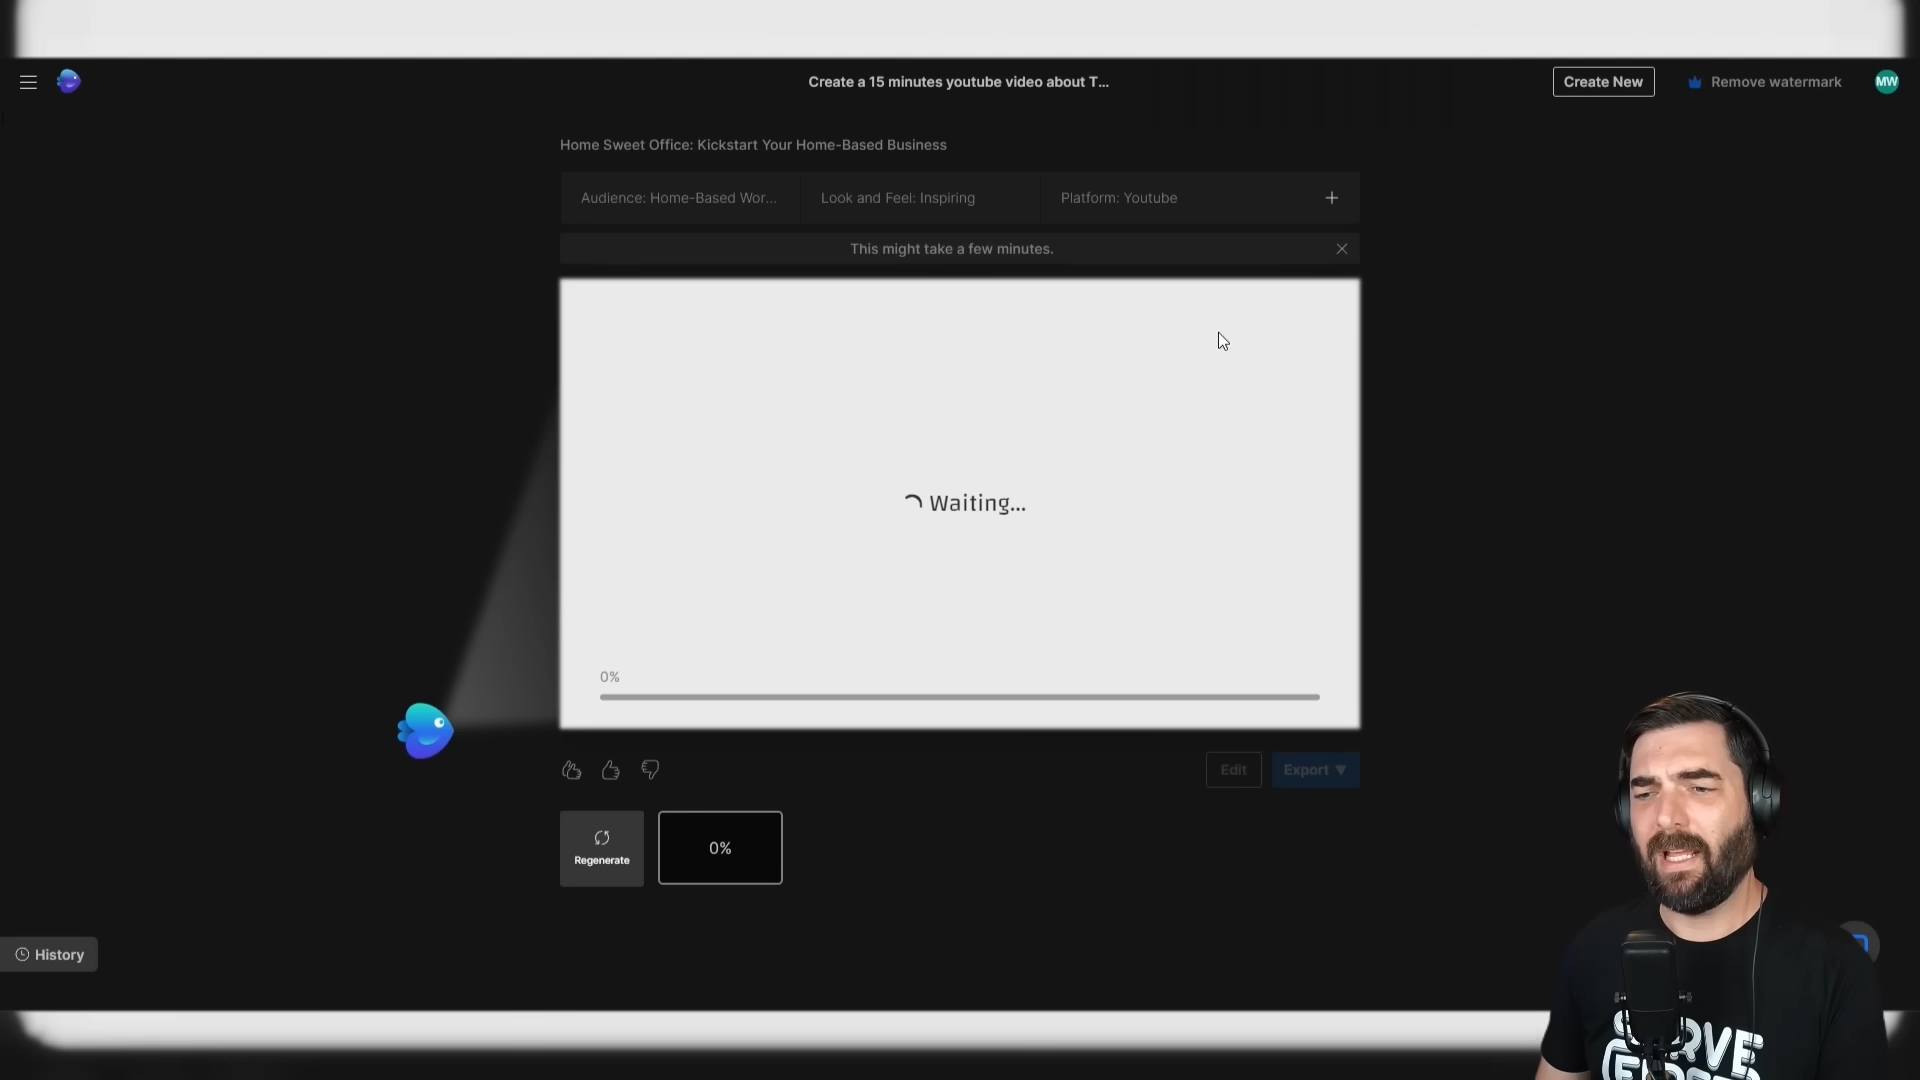 Create a 15 minutes youtube video about T...
Create New
Remove watermark
MW
Home Sweet Office: Kickstart Your Home-Based Business
Audience: Home-Based Wor...
Look and Feel: Inspiring
Platform: Youtube
This might take a few minutes.
Waiting...
0%
Edit
Export
Regenerate
0%
History